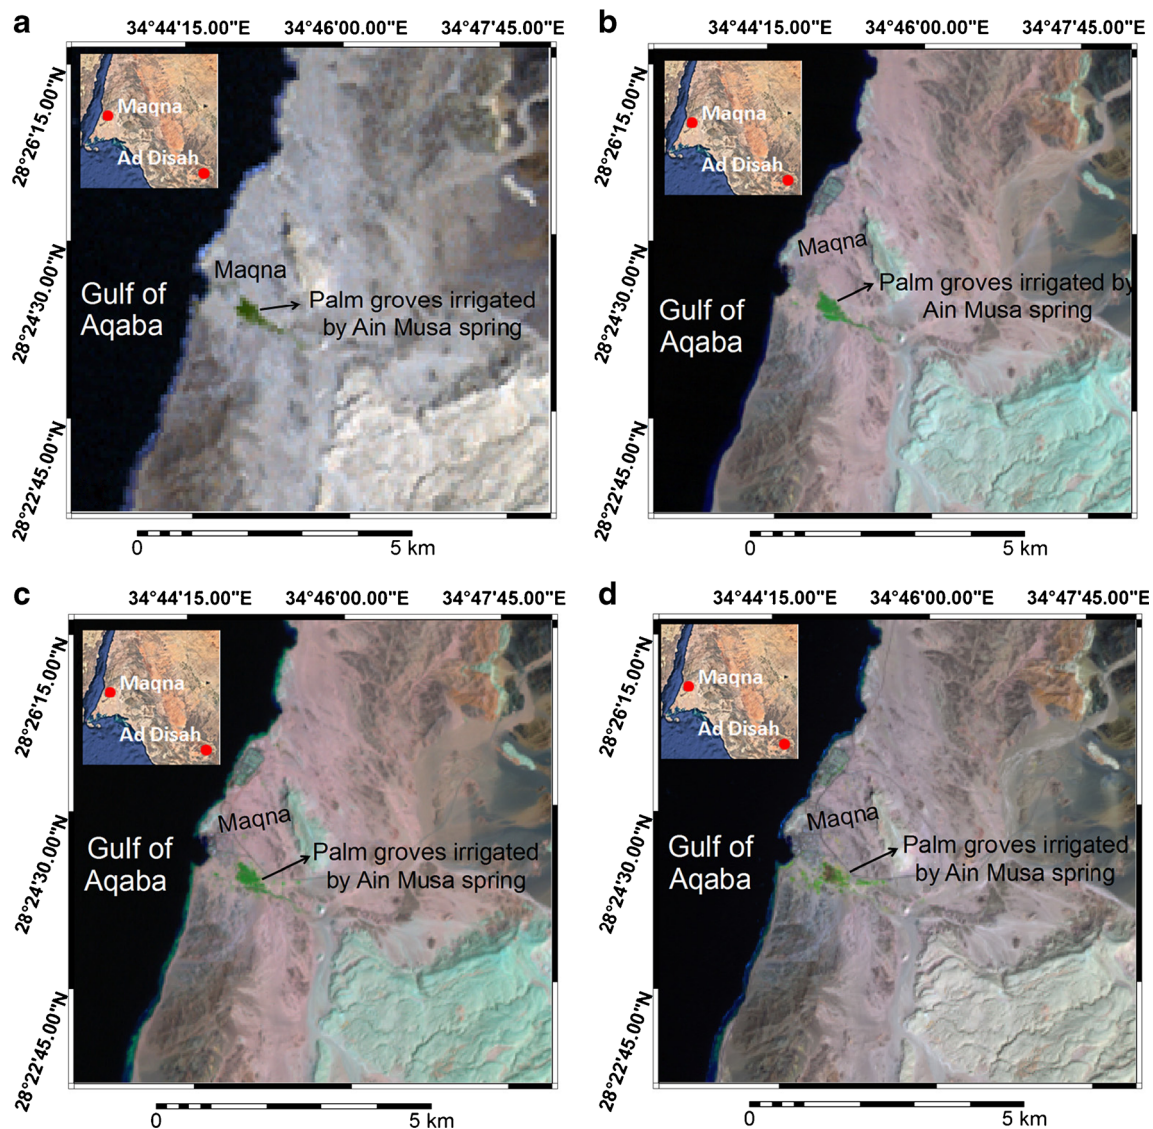 a
34°44'15.00"E 34°46'00.00"E 34°47'45.00"E
28°26'15.00"N
28°24'30.00"N
28°22'45.00"N
Maqna
Ad Disah
Maqna
Gulf of
Aqaba
Palm groves irrigated
by Ain Musa spring
0 5 km
b
34°44'15.00"E 34°46'00.00"E 34°47'45.00"E
28°26'15.00"N
28°24'30.00"N
28°22'45.00"N
Maqna
Ad Disah
Maqna
Gulf of
Aqaba
Palm groves irrigated by
Ain Musa spring
0 5 km
c
34°44'15.00"E 34°46'00.00"E 34°47'45.00"E
28°26'15.00"N
28°24'30.00"N
28°22'45.00"N
Maqna
Ad Disah
Maqna
Gulf of
Aqaba
Palm groves irrigated
by Ain Musa spring
0 5 km
d
34°44'15.00"E 34°46'00.00"E 34°47'45.00"E
28°26'15.00"N
28°24'30.00"N
28°22'45.00"N
Maqna
Ad Disah
Maqna
Gulf of
Aqaba
Palm groves irrigated
by Ain Musa spring
0 5 km